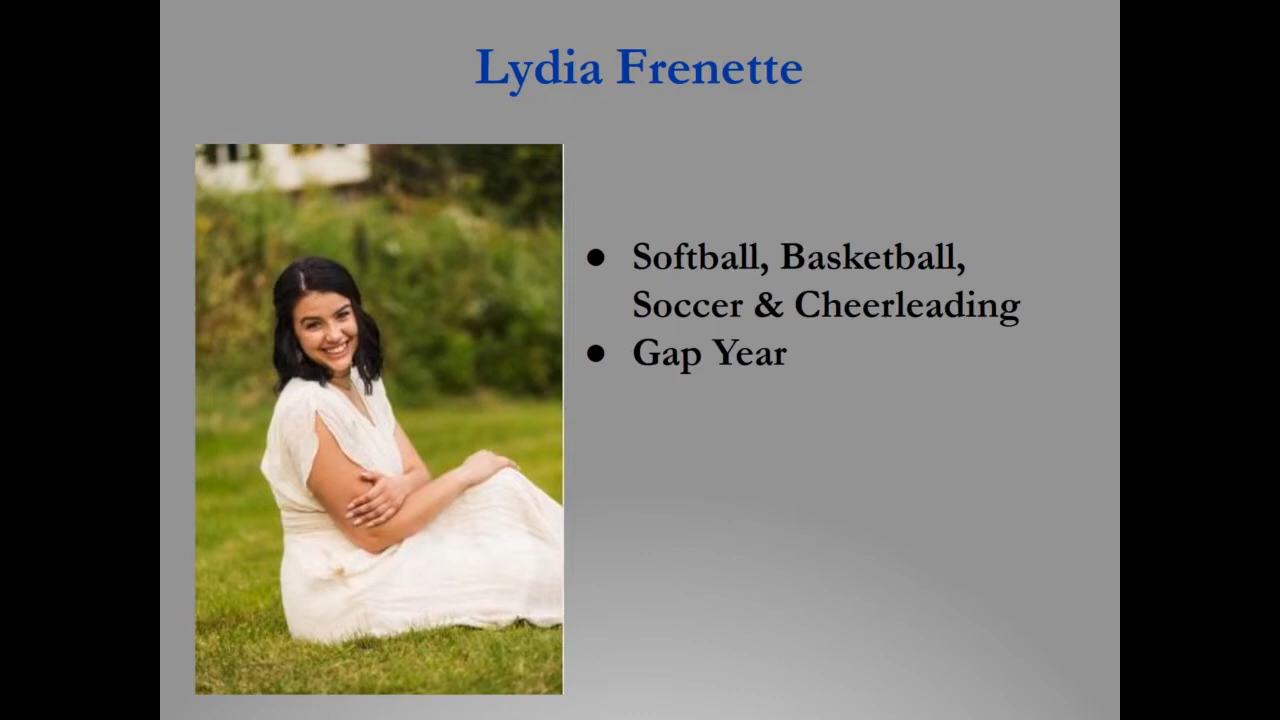 Lydia Frenette
● Softball, Basketball,
Soccer & Cheerleading
● Gap Year